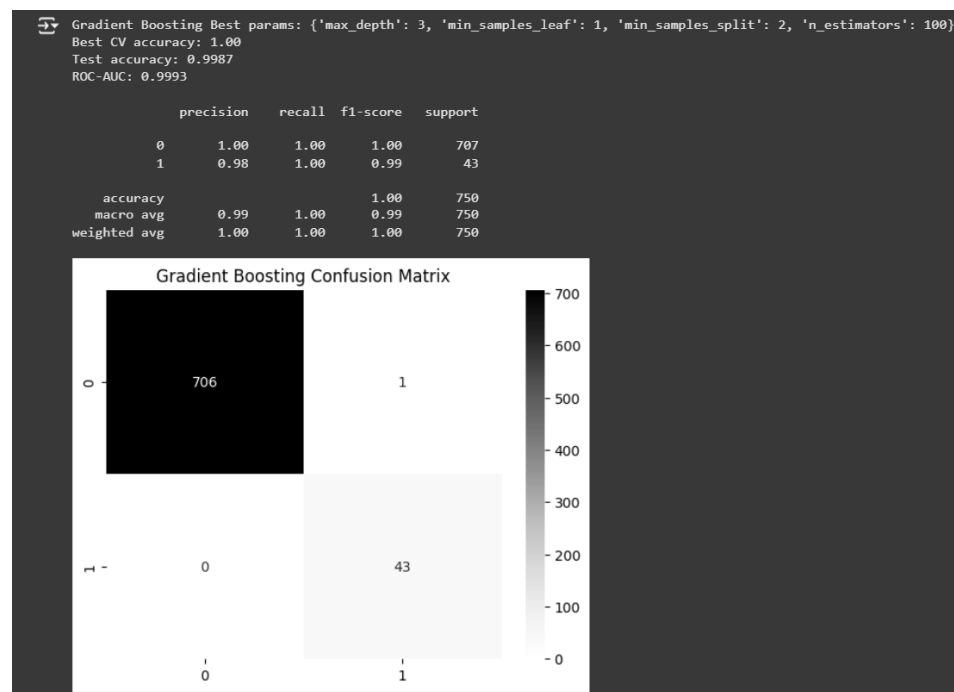 Gradient Boosting Best params: {'max_depth': 3, 'min_samples_leaf': 1, 'min_samples_split': 2, 'n_estimators': 100}
Best CV accuracy: 1.00
Test accuracy: 0.9987
ROC-AUC: 0.9993
precision recall f1-score support
0 1.00 1.00 1.00 707
1 0.98 1.00 0.99 43
accuracy 1.00 750
macro avg 0.99 1.00 0.99 750
weighted avg 1.00 1.00 1.00 750
Gradient Boosting Confusion Matrix
700
600
0 706 1
500
400
300
200
1 0 43
100
0
0 1